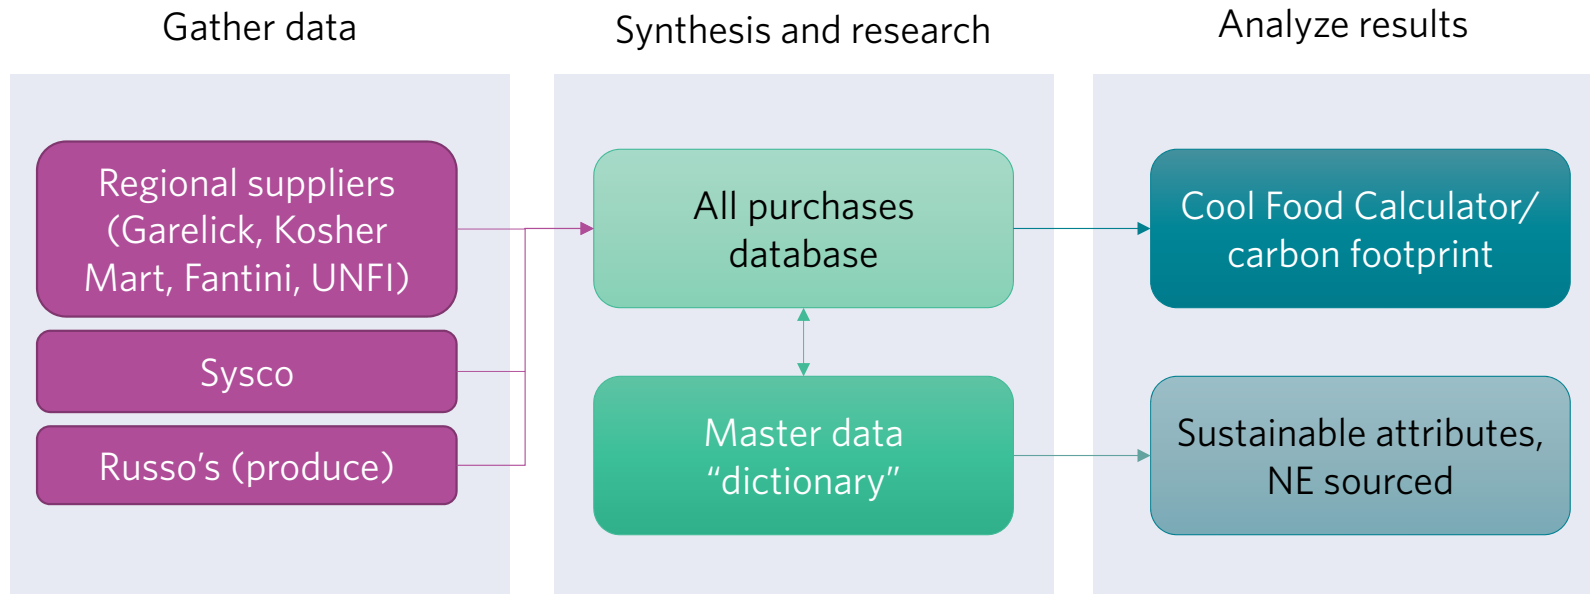 Gather data
Regional suppliers
(Garelick, Kosher
Mart, Fantini, UNFI)
Sysco
Russo’s (produce)
Synthesis and research
All purchases
database
Master data
“dictionary”
Analyze results
Cool Food Calculator/
carbon footprint
Sustainable attributes,
NE sourced